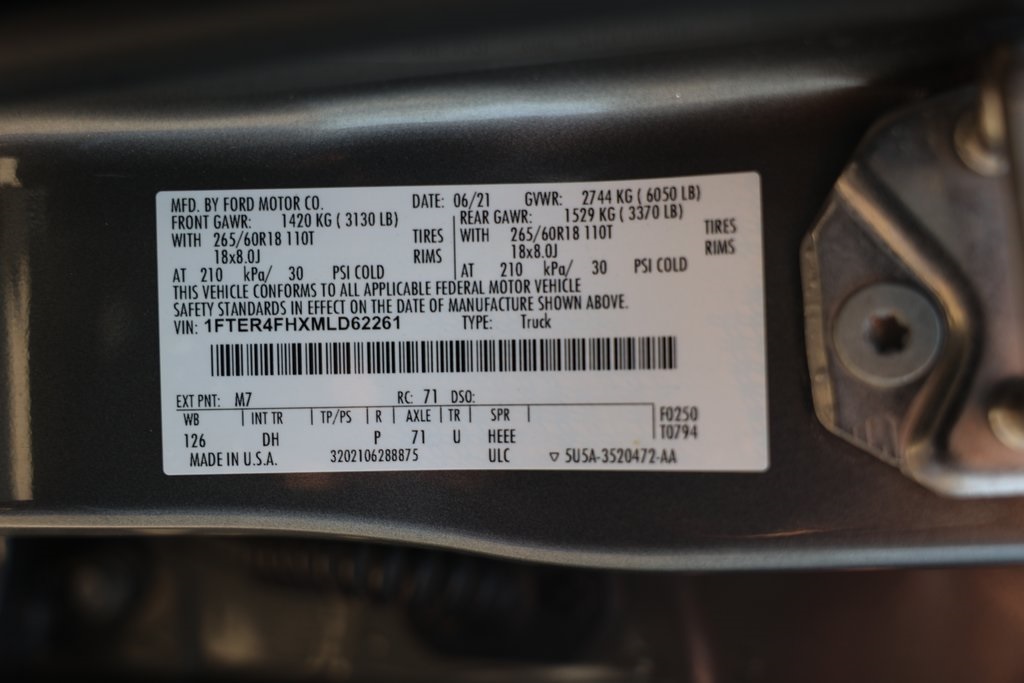 MFD. BY FORD MOTOR CO. DATE: 06/21 GVWR: 2744 KG ( 6050 LB)
FRONT GAWR: 1420 KG ( 3130 LB) REAR GAWR: 1529 KG ( 3370 LB)
WITH 265/60R18 110T TIRES WITH 265/60R18 110T TIRES
18x8.0J RIMS 18x8.0J RIMS
AT 210 kPa/ 30 PSI COLD AT 210 kPa/ 30 PSI COLD
THIS VEHICLE CONFORMS TO ALL APPLICABLE FEDERAL MOTOR VEHICLE
SAFETY STANDARDS IN EFFECT ON THE DATE OF MANUFACTURE SHOWN ABOVE.
VIN: 1FTER4FHXMLD62261 TYPE: Truck
EXT PNT: M7 RC: 71 DSO:
WB INT TR TP/PS R AXLE TR SPR F0250
126 DH P 71 U HEEE T0794
MADE IN U.S.A. 3202106288875 ULC ▽ SU5A-3520472-AA